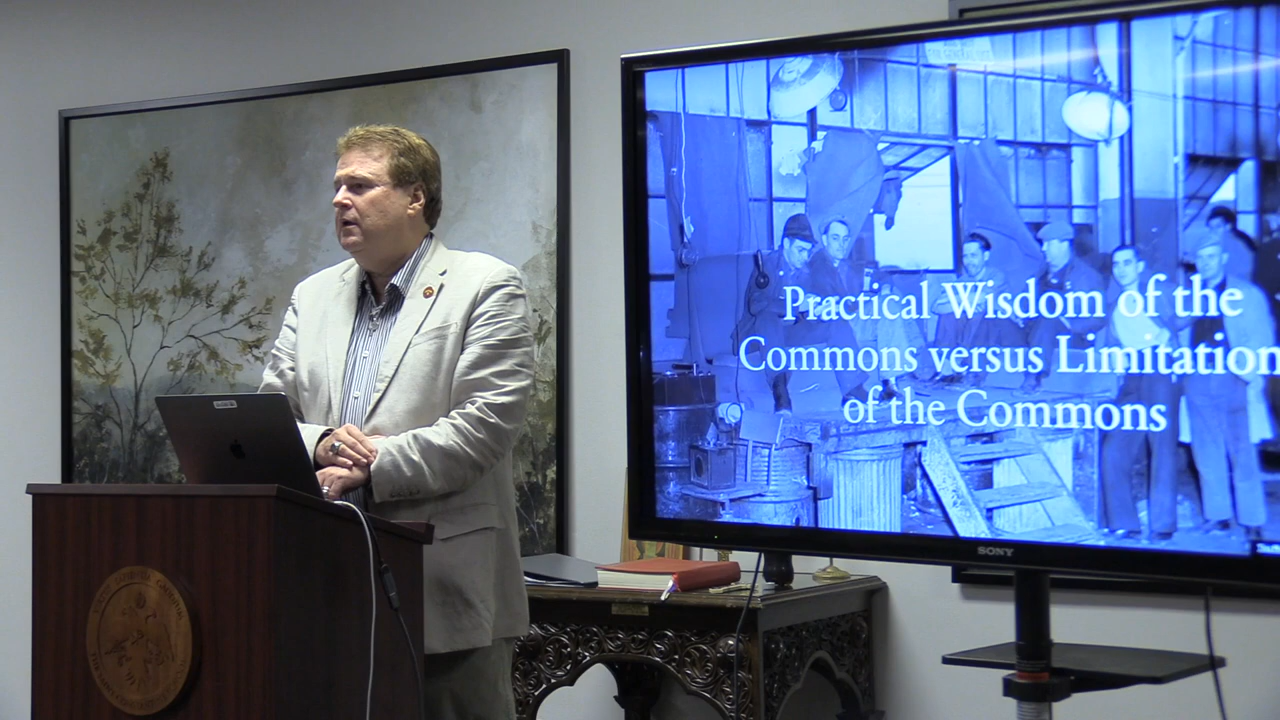 Practical Wisdom of the
Commons versus Limitation
of the Commons
SONY